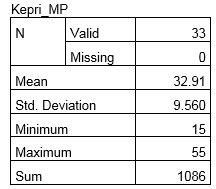 Kepri_MP
N Valid 33
Missing 0
Mean 32.91
Std. Deviation 9.560
Minimum 15
Maximum 55
Sum 1086